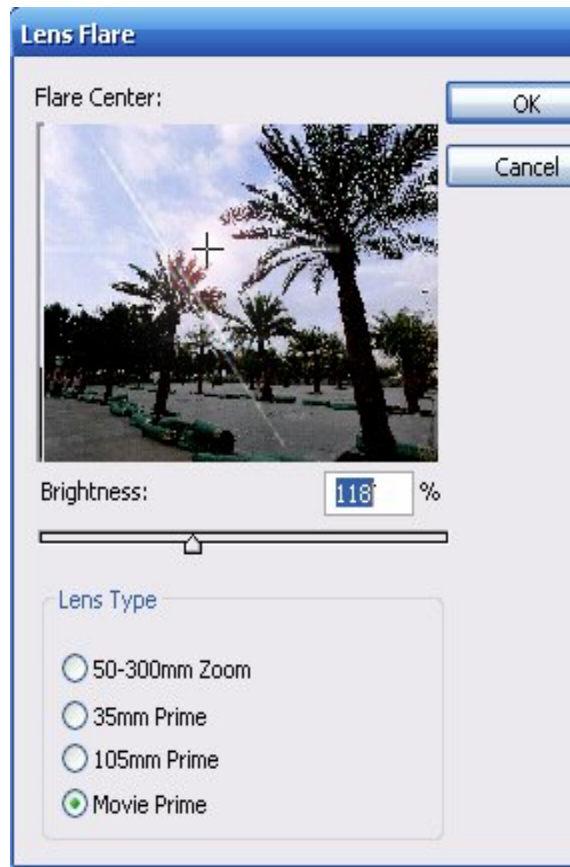 Lens Flare
Flare Center:
OK
Cancel
Brightness:
118 %
Lens Type
50-300mm Zoom
35mm Prime
105mm Prime
Movie Prime